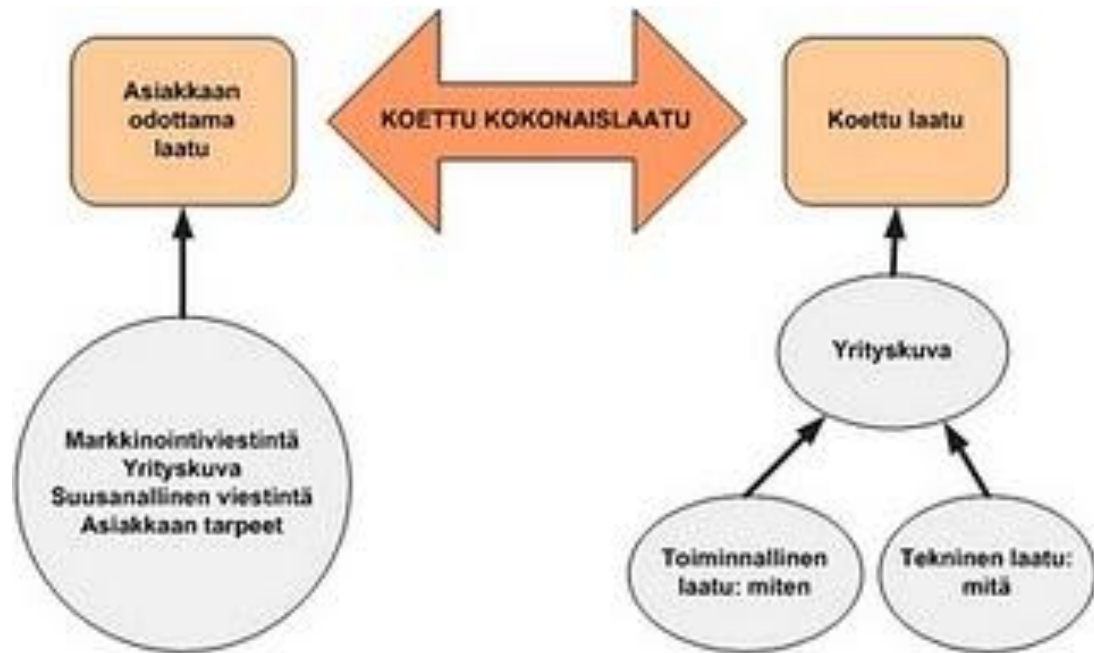 Asiakkaan
odottama
laatu
KOETTU KOKONAISLAATU
Koettu laatu
Yrityskuva
Markkinointiviestintä
Yrityskuva
Suusanallinen viestintä
Asiakkaan tarpeet
Toiminnallinen
laatu: miten
Tekninen laatu:
mitä